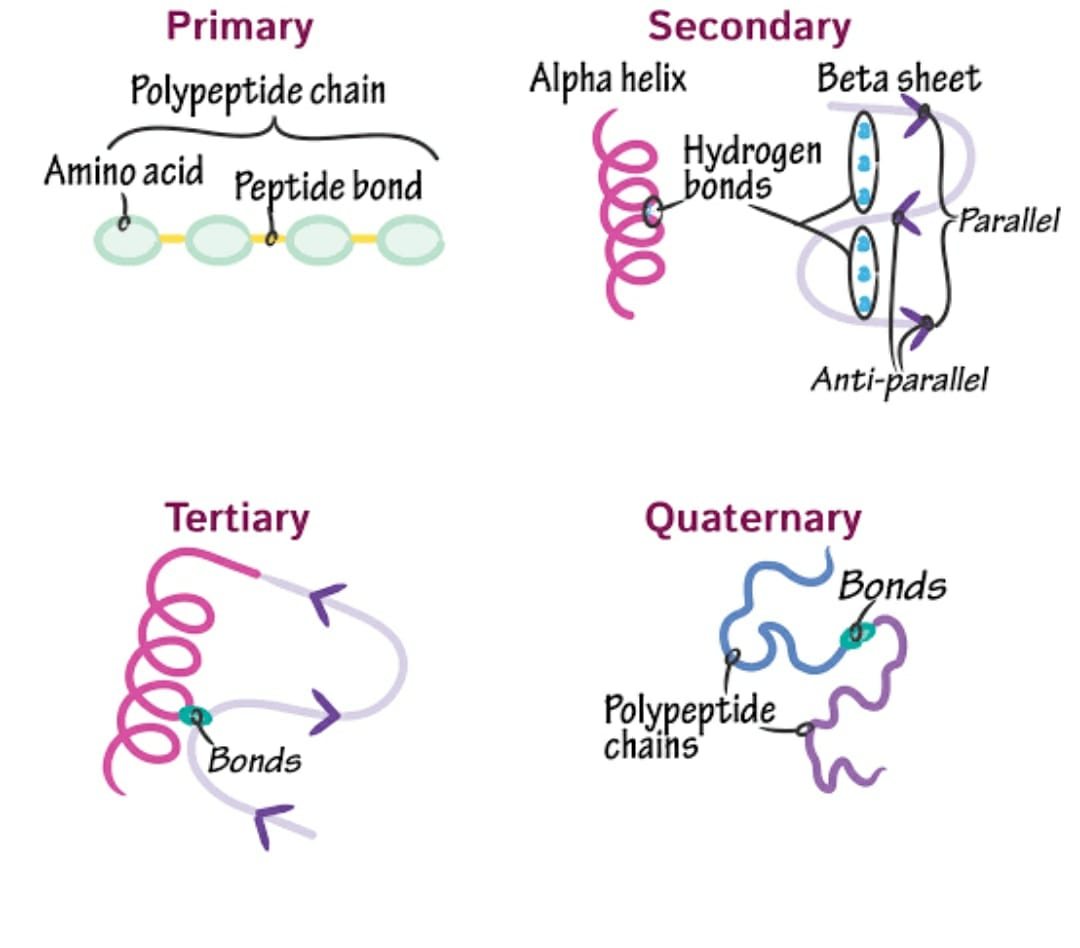 Primary
Polypeptide chain
Amino acid
Peptide bond
Secondary
Alpha helix
Beta sheet
Hydrogen
bonds
Parallel
Anti-parallel
Tertiary
Bonds
Quaternary
Bonds
Polypeptide
chains